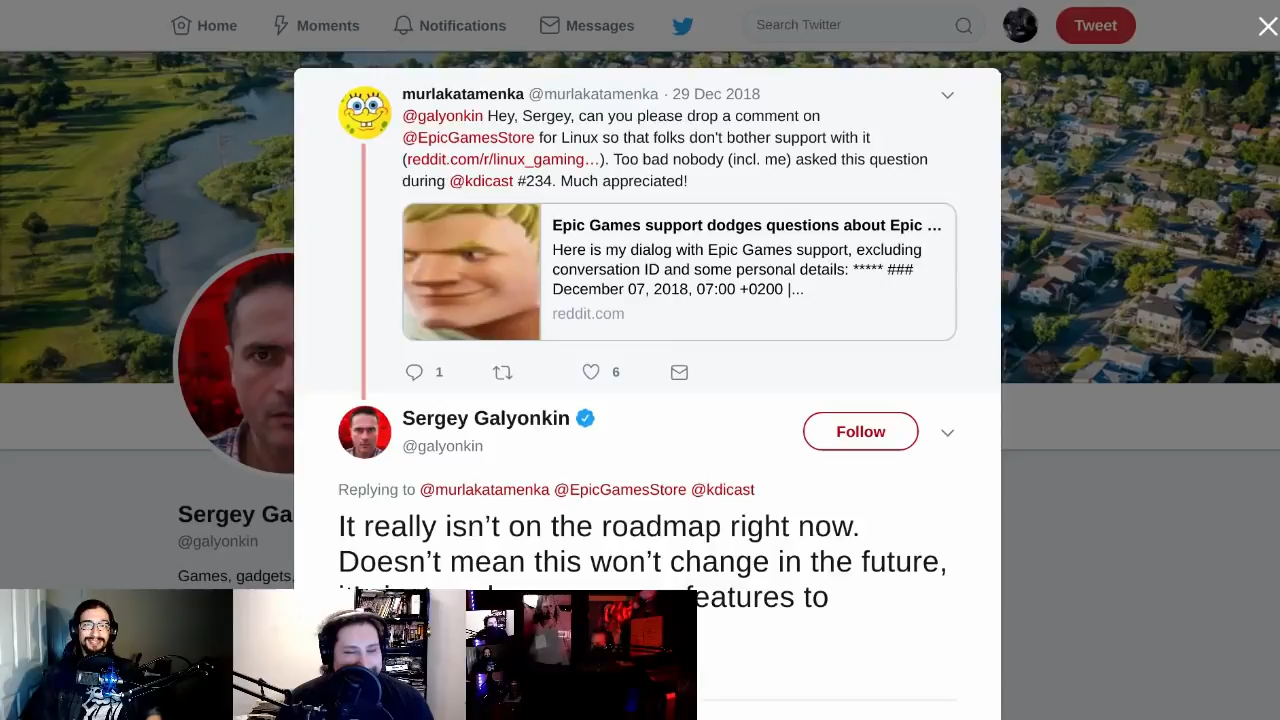 Home Moments Notifications Messages Search Twitter Tweet
murlakatamenka @murlakatamenka · 29 Dec 2018
@galyonkin Hey, Sergey, can you please drop a comment on
@EpicGamesStore for Linux so that folks don't bother support with it
(reddit.com/r/linux_gaming…). Too bad nobody (incl. me) asked this question
during @kdicast #234. Much appreciated!
Epic Games support dodges questions about Epic …
Here is my dialog with Epic Games support, excluding
conversation ID and some personal details: ***** ###
December 07, 2018, 07:00 +0200 |...
reddit.com
1 6
Sergey Galyonkin
@galyonkin
Follow
Replying to @murlakatamenka @EpicGamesStore @kdicast
It really isn’t on the roadmap right now.
Doesn’t mean this won’t change in the future,
features to
Sergey Ga
@galyonkin
Games, gadgets,